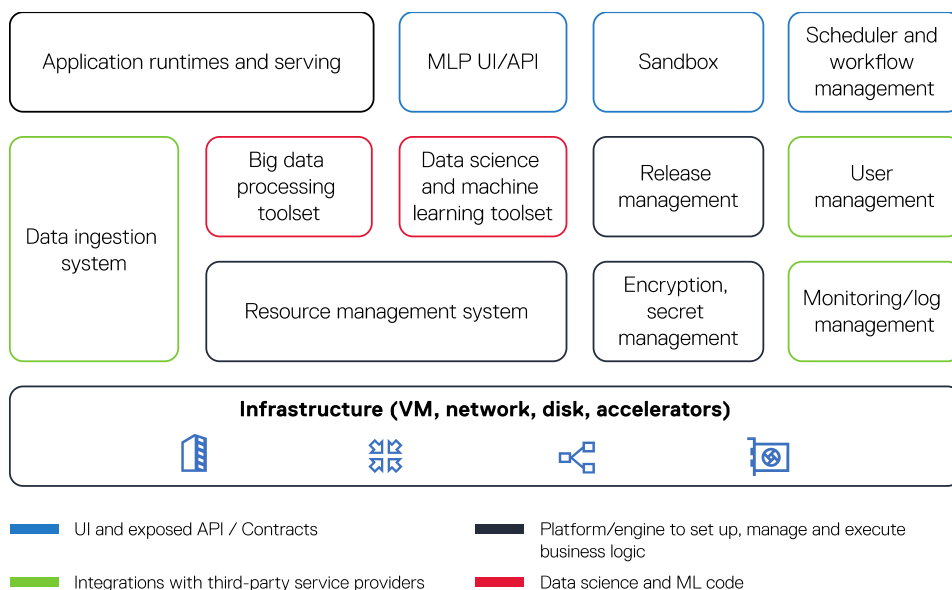 Application runtimes and serving
MLP UI/API
Sandbox
Scheduler and
workflow
management
Data ingestion
system
Big data
processing
toolset
Data science
and machine
learning toolset
Release
management
User
management
Resource management system
Encryption,
secret
management
Monitoring/log
management
Infrastructure (VM, network, disk, accelerators)
UI and exposed API / Contracts
Platform/engine to set up, manage and execute
business logic
Integrations with third-party service providers
Data science and ML code